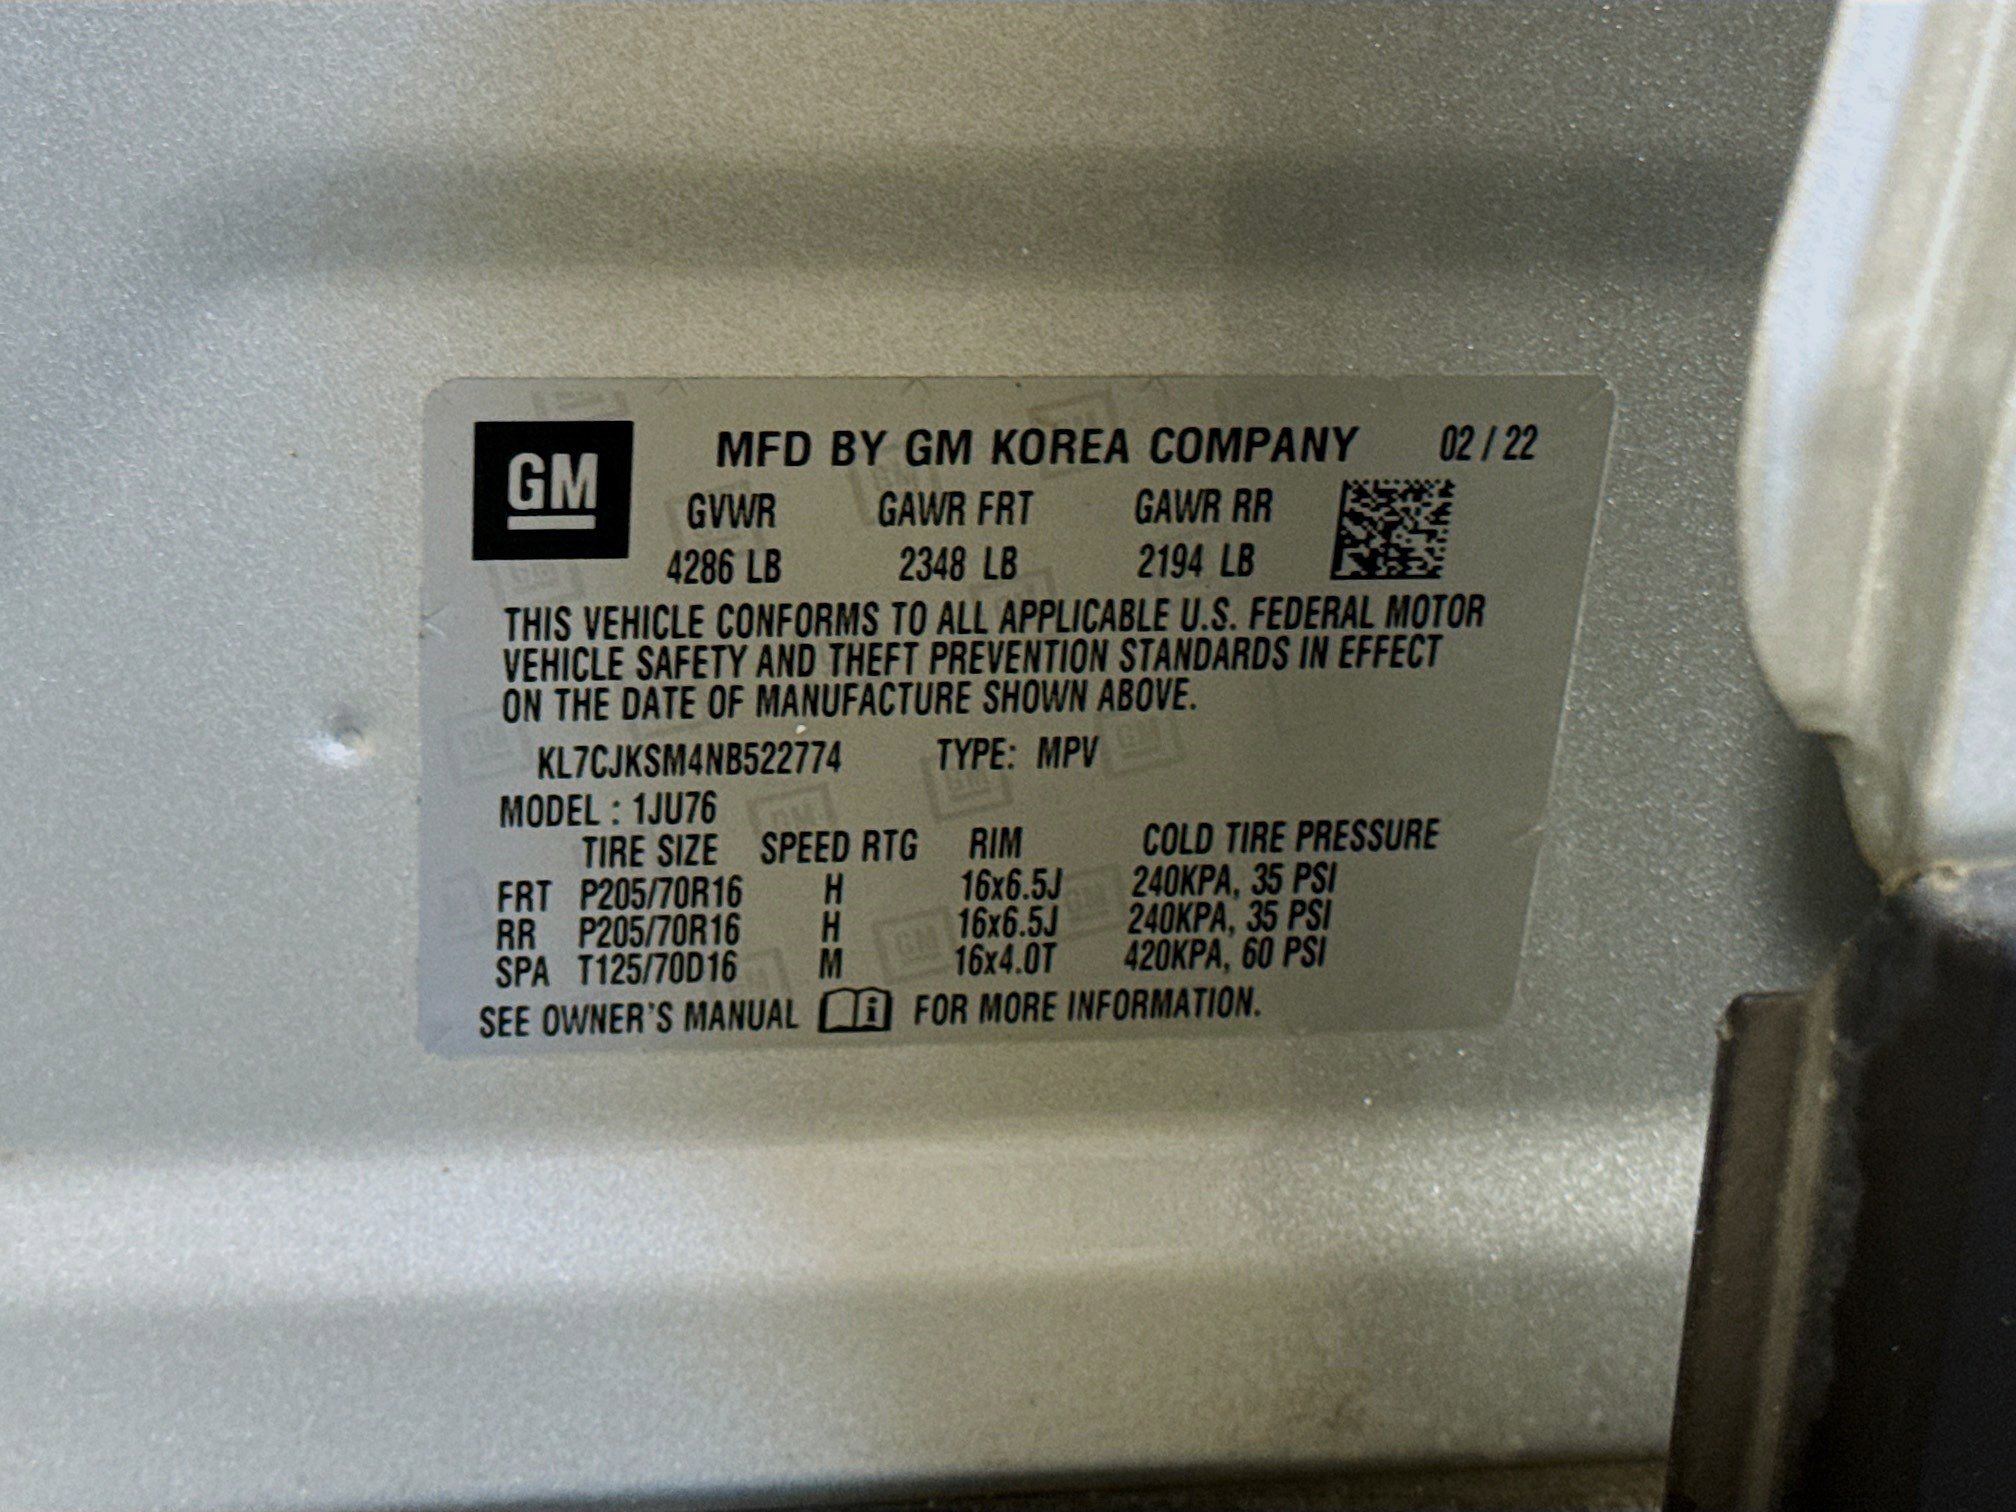 GM MFD BY GM KOREA COMPANY 02 / 22
GVWR GAWR FRT GAWR RR
4286 LB 2348 LB 2194 LB
THIS VEHICLE CONFORMS TO ALL APPLICABLE U.S. FEDERAL MOTOR
VEHICLE SAFETY AND THEFT PREVENTION STANDARDS IN EFFECT
ON THE DATE OF MANUFACTURE SHOWN ABOVE.
KL7CJKSM4NB522774 TYPE: MPV
MODEL : 1JU76
TIRE SIZE SPEED RTG RIM COLD TIRE PRESSURE
FRT P205/70R16 H 16x6.5J 240KPA, 35 PSI
RR P205/70R16 H 16x6.5J 240KPA, 35 PSI
SPA T125/70D16 M 16x4.0T 420KPA, 60 PSI
SEE OWNER'S MANUAL FOR MORE INFORMATION.